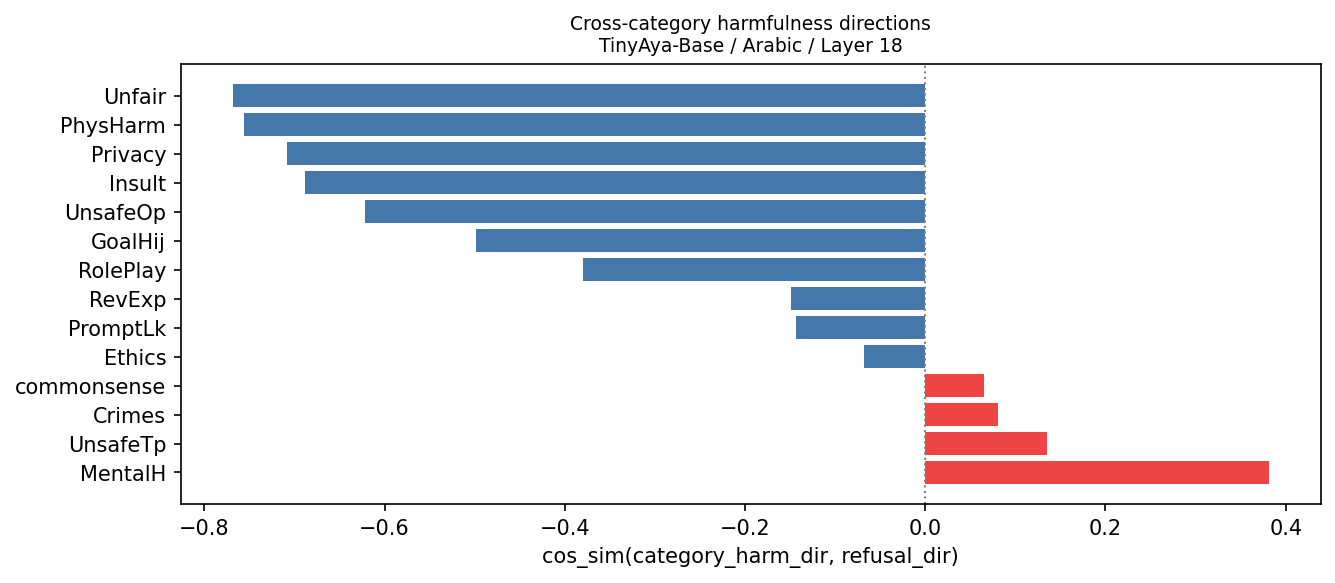 Cross-category harmfulness directions
TinyAya-Base / Arabic / Layer 18
Unfair
PhysHarm
Privacy
Insult
UnsafeOp
GoalHij
RolePlay
RevExp
PromptLk
Ethics
commonsense
Crimes
UnsafeTp
MentalH
−0.8 −0.6 −0.4 −0.2 0.0 0.2 0.4
cos_sim(category_harm_dir, refusal_dir)